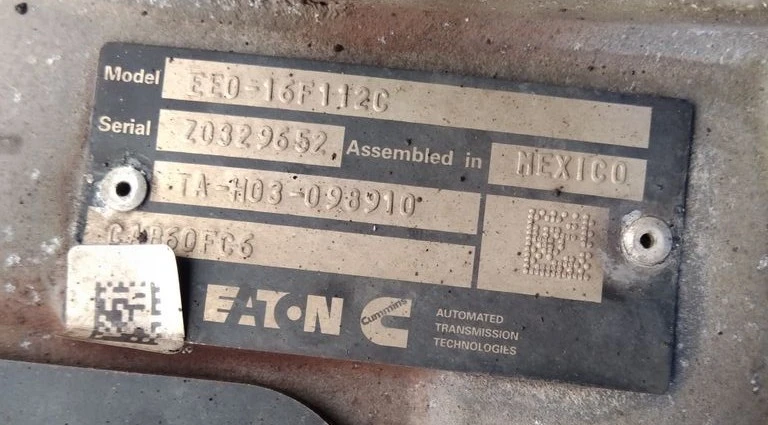 Model EEO-16F112C
Serial Z0329652 Assembled in MEXICO
TA-H03-098910
EATON Cummins AUTOMATED
TRANSMISSION
TECHNOLOGIES